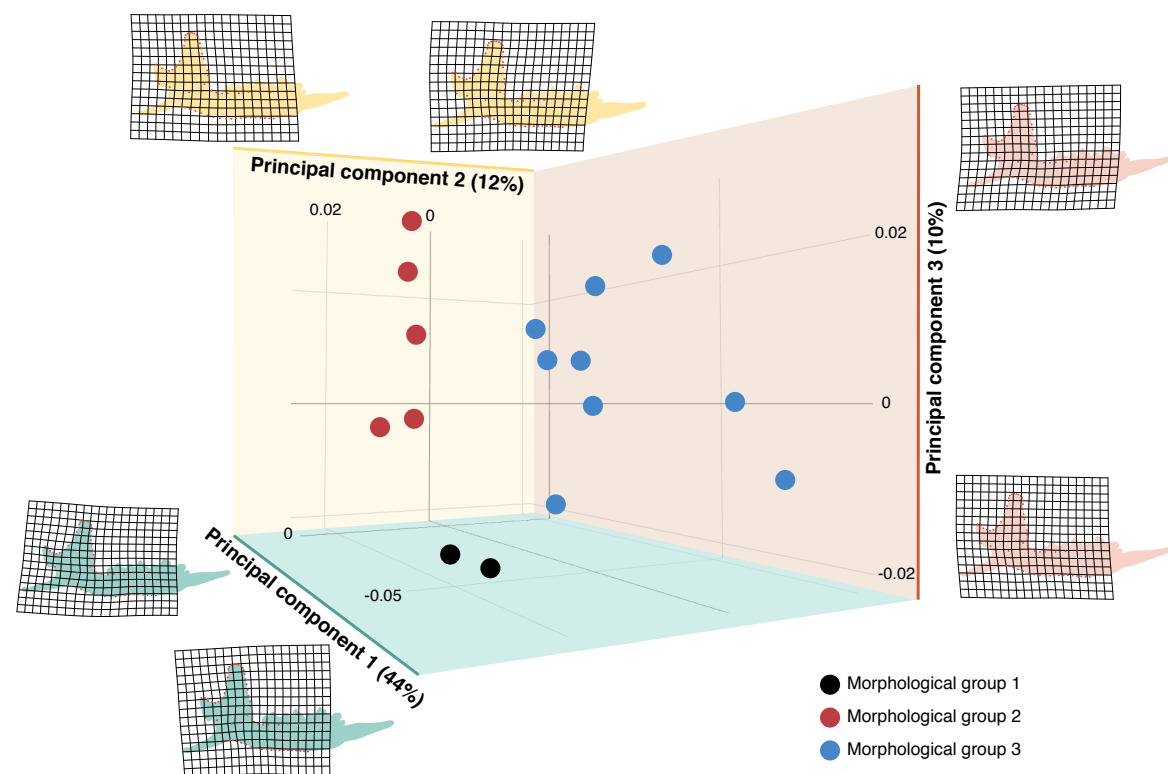 Principal component 2 (12%)
0.02
0
0.02
Principal component 3 (10%)
0
-0.02
0
-0.05
Principal component 1 (44%)
Morphological group 1
Morphological group 2
Morphological group 3